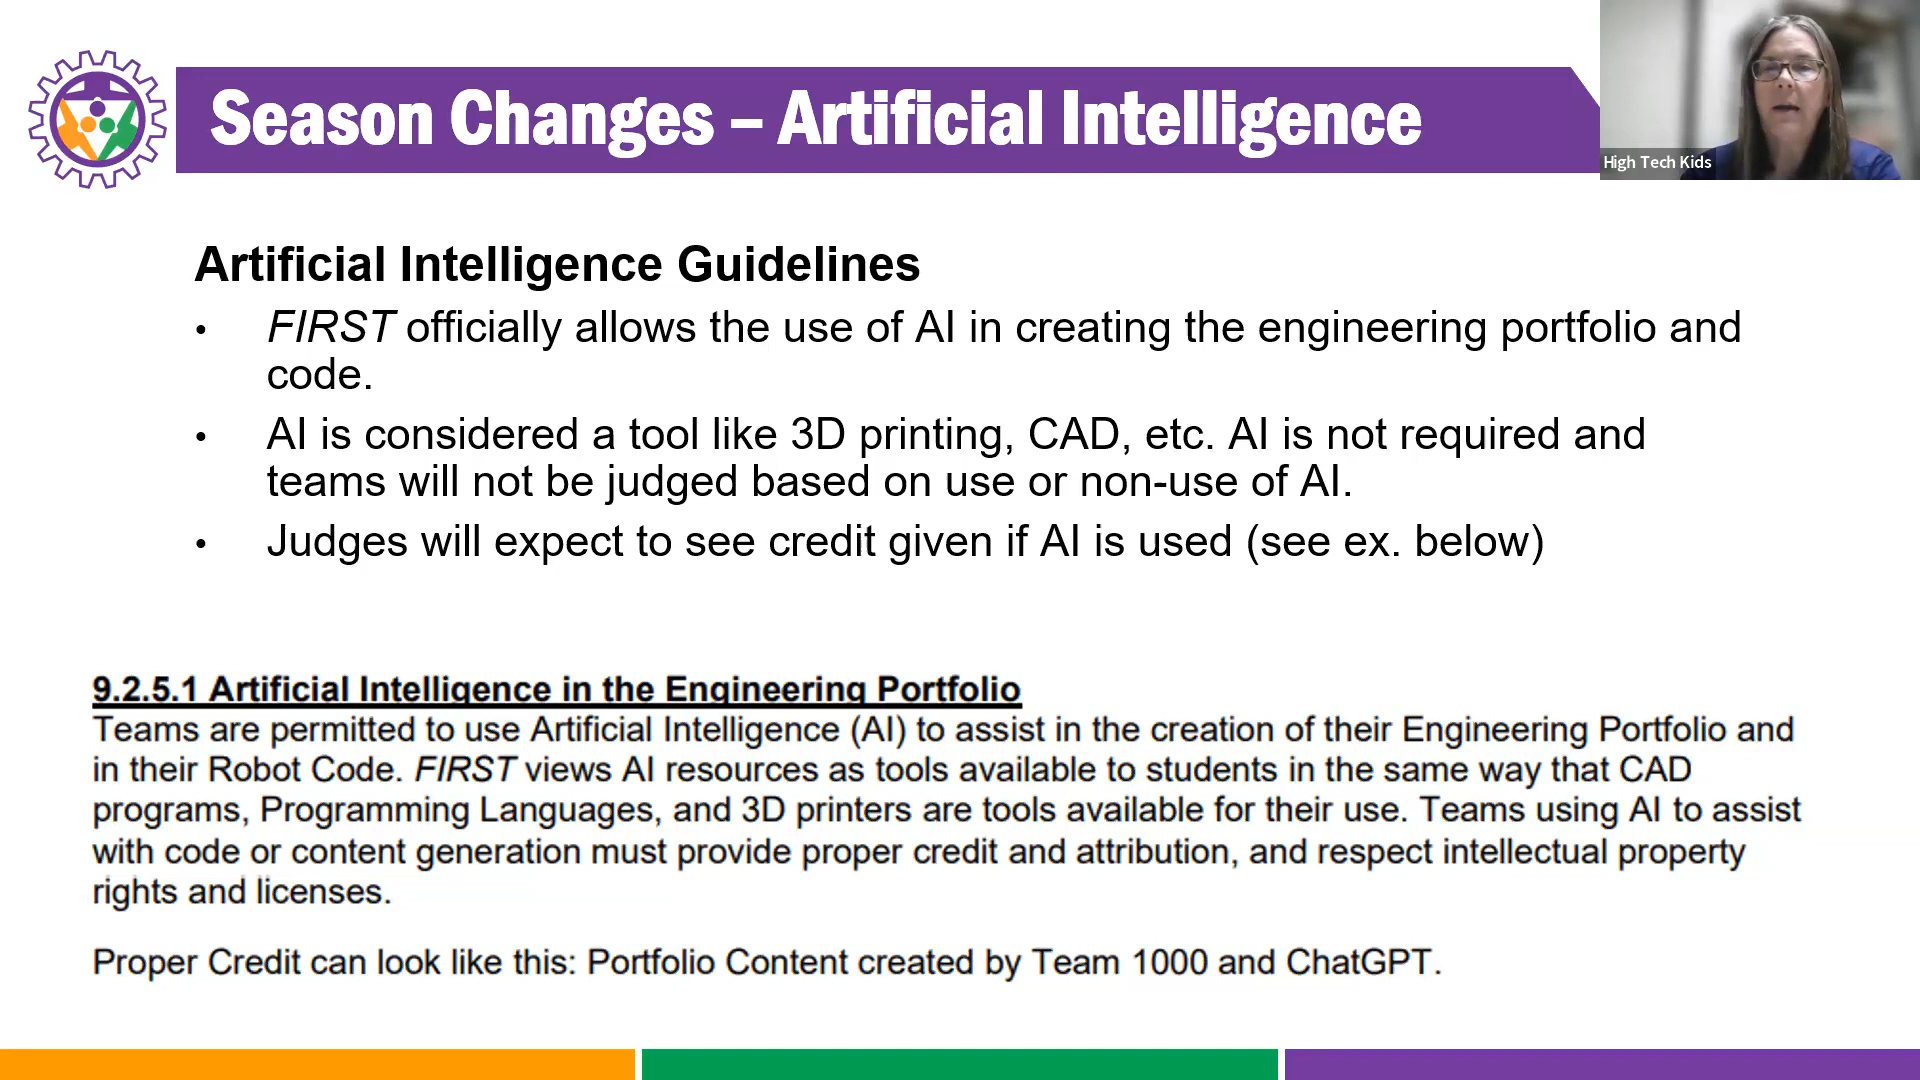 Season Changes – Artificial Intelligence
High Tech Kids
Artificial Intelligence Guidelines
• FIRST officially allows the use of AI in creating the engineering portfolio and
code.
• AI is considered a tool like 3D printing, CAD, etc. AI is not required and
teams will not be judged based on use or non-use of AI.
• Judges will expect to see credit given if AI is used (see ex. below)
9.2.5.1 Artificial Intelligence in the Engineering Portfolio
Teams are permitted to use Artificial Intelligence (AI) to assist in the creation of their Engineering Portfolio and
in their Robot Code. FIRST views AI resources as tools available to students in the same way that CAD
programs, Programming Languages, and 3D printers are tools available for their use. Teams using AI to assist
with code or content generation must provide proper credit and attribution, and respect intellectual property
rights and licenses.
Proper Credit can look like this: Portfolio Content created by Team 1000 and ChatGPT.